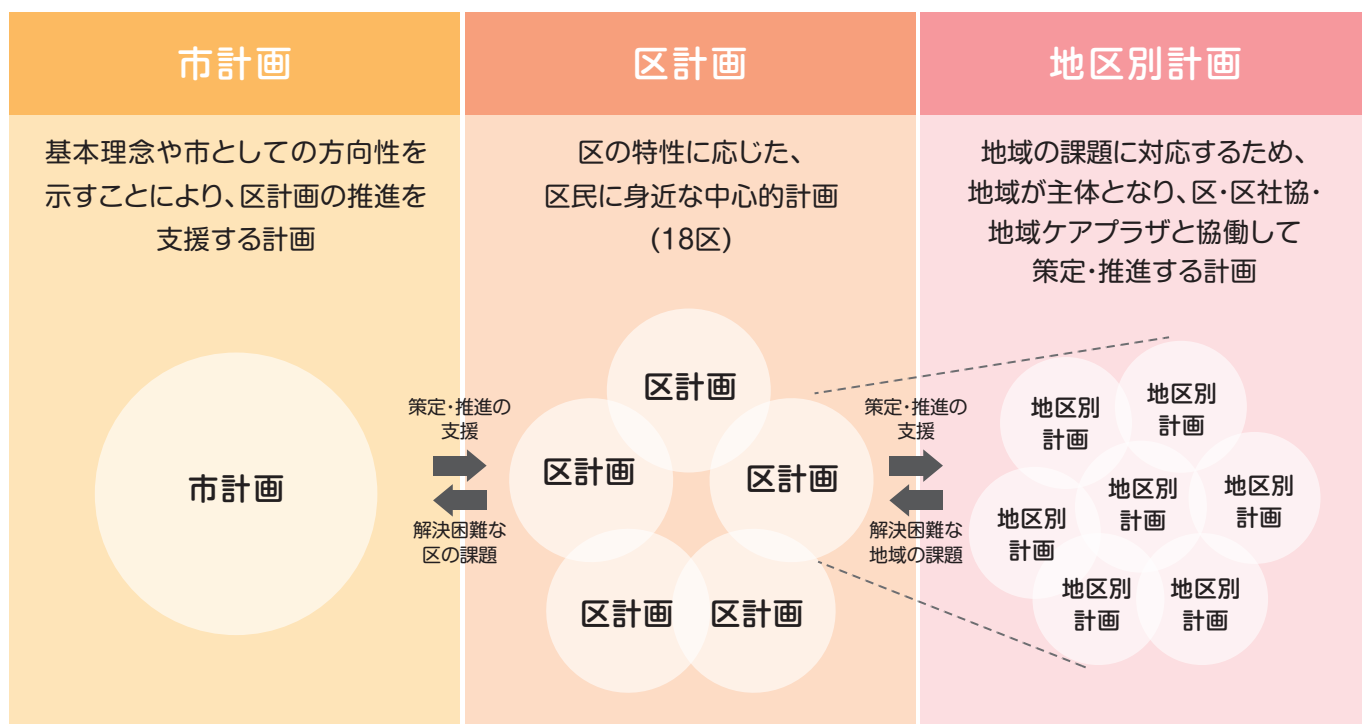 市計画
基本理念や市としての方向性を
示すことにより、区計画の推進を
支援する計画
市計画
策定・推進の
支援
解決困難な
区の課題
区計画
区の特性に応じた、
区民に身近な中心的計画
(18区)
区計画
区計画
区計画
区計画
区計画
策定・推進の
支援
解決困難な
地域の課題
地区別計画
地域の課題に対応するため、
地域が主体となり、区・区社協・
地域ケアプラザと協働して
策定・推進する計画
地区別
計画
地区別
計画
地区別
計画
地区別
計画
地区別
計画
地区別
計画
地区別
計画